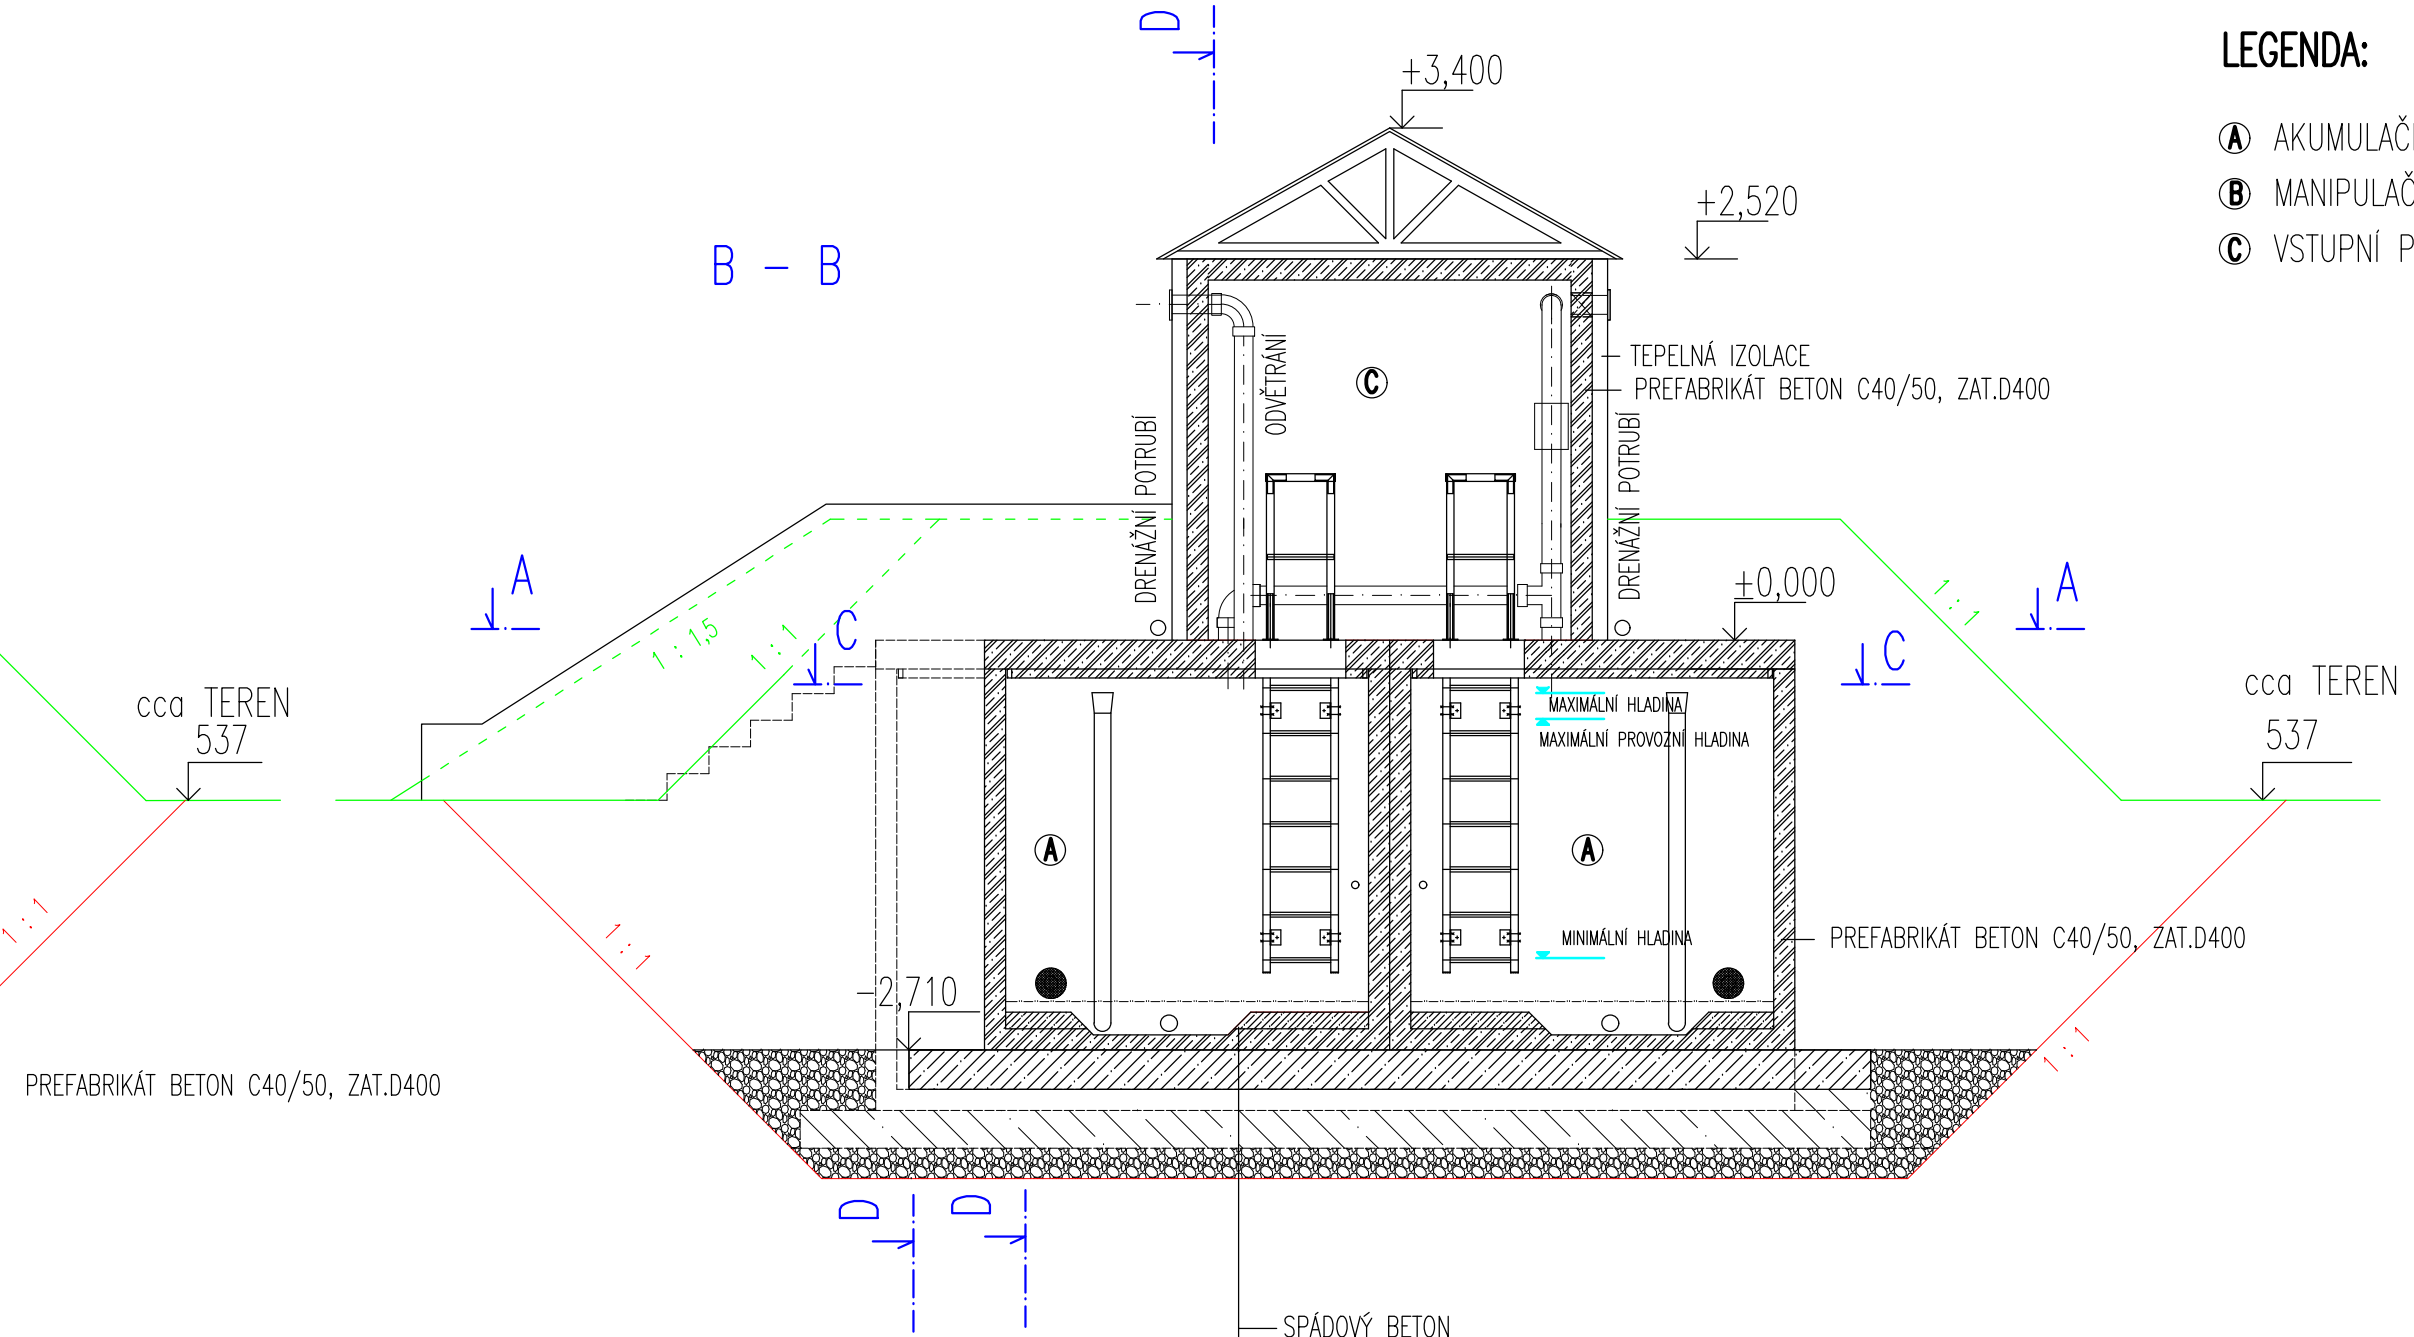 D
LEGENDA:
+3,400
A AKUMULAČ
B MANIPULAČ
C VSTUPNÍ P
+2,520
B – B
ODVĚTRÁNÍ
C
TEPELNÁ IZOLACE
PREFABRIKÁT BETON C40/50, ZAT.D400
DRENÁŽNÍ POTRUBÍ
DRENÁŽNÍ POTRUBÍ
A
±0,000
A
1 : 1
C
1 : 1,5
1 : 1
C
cca TEREN
537
MAXIMÁLNÍ HLADINA
MAXIMÁLNÍ PROVOZNÍ HLADINA
cca TEREN
537
A
A
1 : 1
1 : 1
MINIMÁLNÍ HLADINA
PREFABRIKÁT BETON C40/50, ZAT.D400
-2,710
1 : 1
PREFABRIKÁT BETON C40/50, ZAT.D400
D
D
SPÁDOVÝ BETON